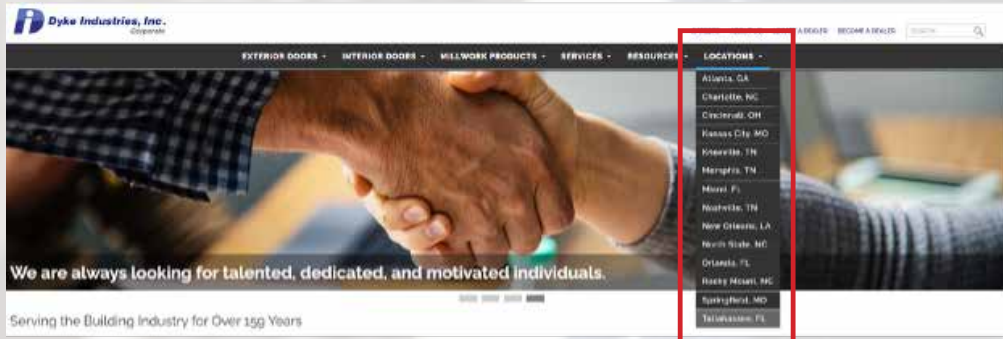 Dyke Industries, Inc.
Corporate
A DEALER BECOME A DEALER SEARCH
EXTERIOR DOORS INTERIOR DOORS MILLWORK PRODUCTS SERVICES RESOURCES LOCATIONS
Atlanta, GA
Charlotte, NC
Cincinnati, OH
Kansas City, MO
Knoxville, TN
Memphis, TN
Miami, FL
Nashville, TN
New Orleans, LA
North State, NC
Orlando, FL
Rocky Mount, NC
Springfield, MO
Tallahassee, FL
We are always looking for talented, dedicated, and motivated individuals.
Serving the Building Industry for Over 159 Years